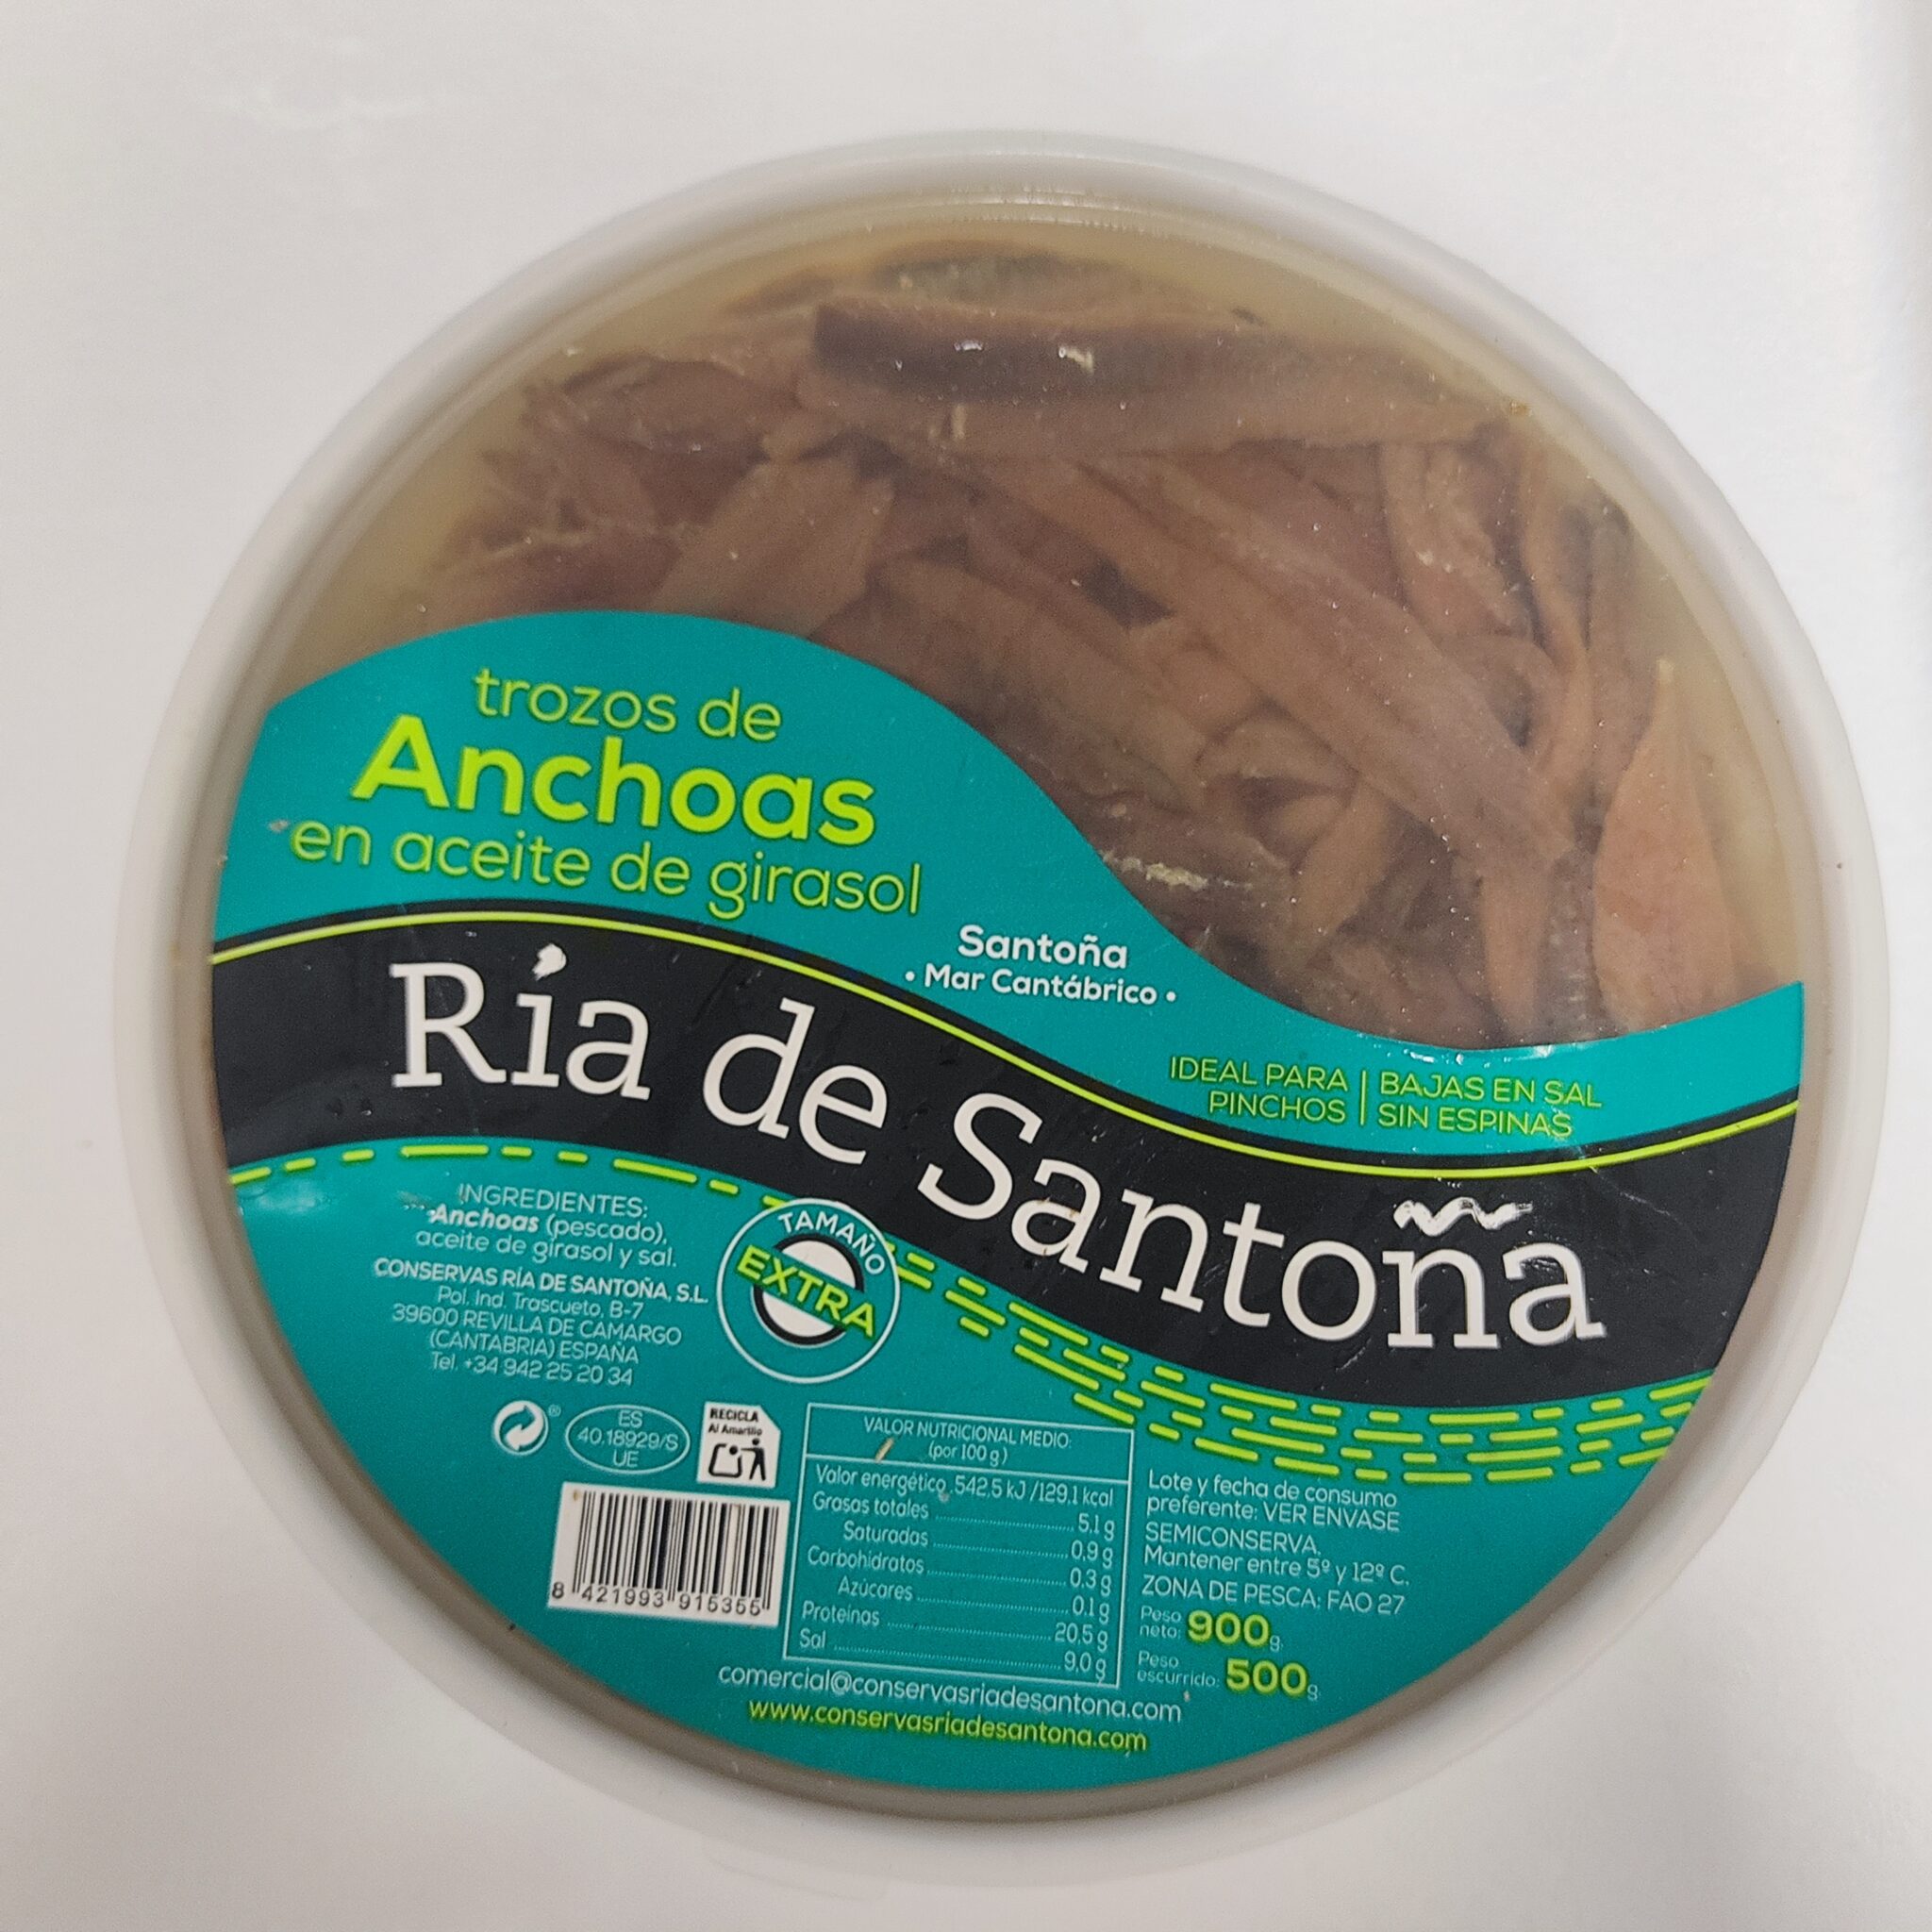 trozos de
Anchoas
en aceite de girasol
Santoña
• Mar Cantábrico •
Ría de Santoña
IDEAL PARA
PINCHOS
BAJAS EN SAL
SIN ESPINAS
INGREDIENTES:
Anchoas (pescado),
aceite de girasol y sal.
CONSERVAS RÍA DE SANTOÑA, S.L.
Pol. Ind. Trascueto, B-7
39600 REVILLA DE CAMARGO
(CANTABRIA) ESPAÑA
Tel. +34 942 25 20 34
TAMAÑO
EXTRA
®
ES
40.18929/S
UE
RECICLA
Al Amarillo
8 421993 915355
VALOR NUTRICIONAL MEDIO:
(por 100 g)
Valor energético 542,5 kJ /129,1 kcal
Grasas totales 5,1 g
Saturadas 0,9 g
Carbohidratos 0,3 g
Azúcares 0,1 g
Proteinas 20,5 g
Sal 9,0 g
Lote y fecha de consumo
preferente: VER ENVASE
SEMICONSERVA.
Mantener entre 5º y 12º C.
ZONA DE PESCA: FAO 27
Peso neto: 900g.
Peso escurrido: 500g.
comercial@conservasriadesantona.com
www.conservasriadesantona.com